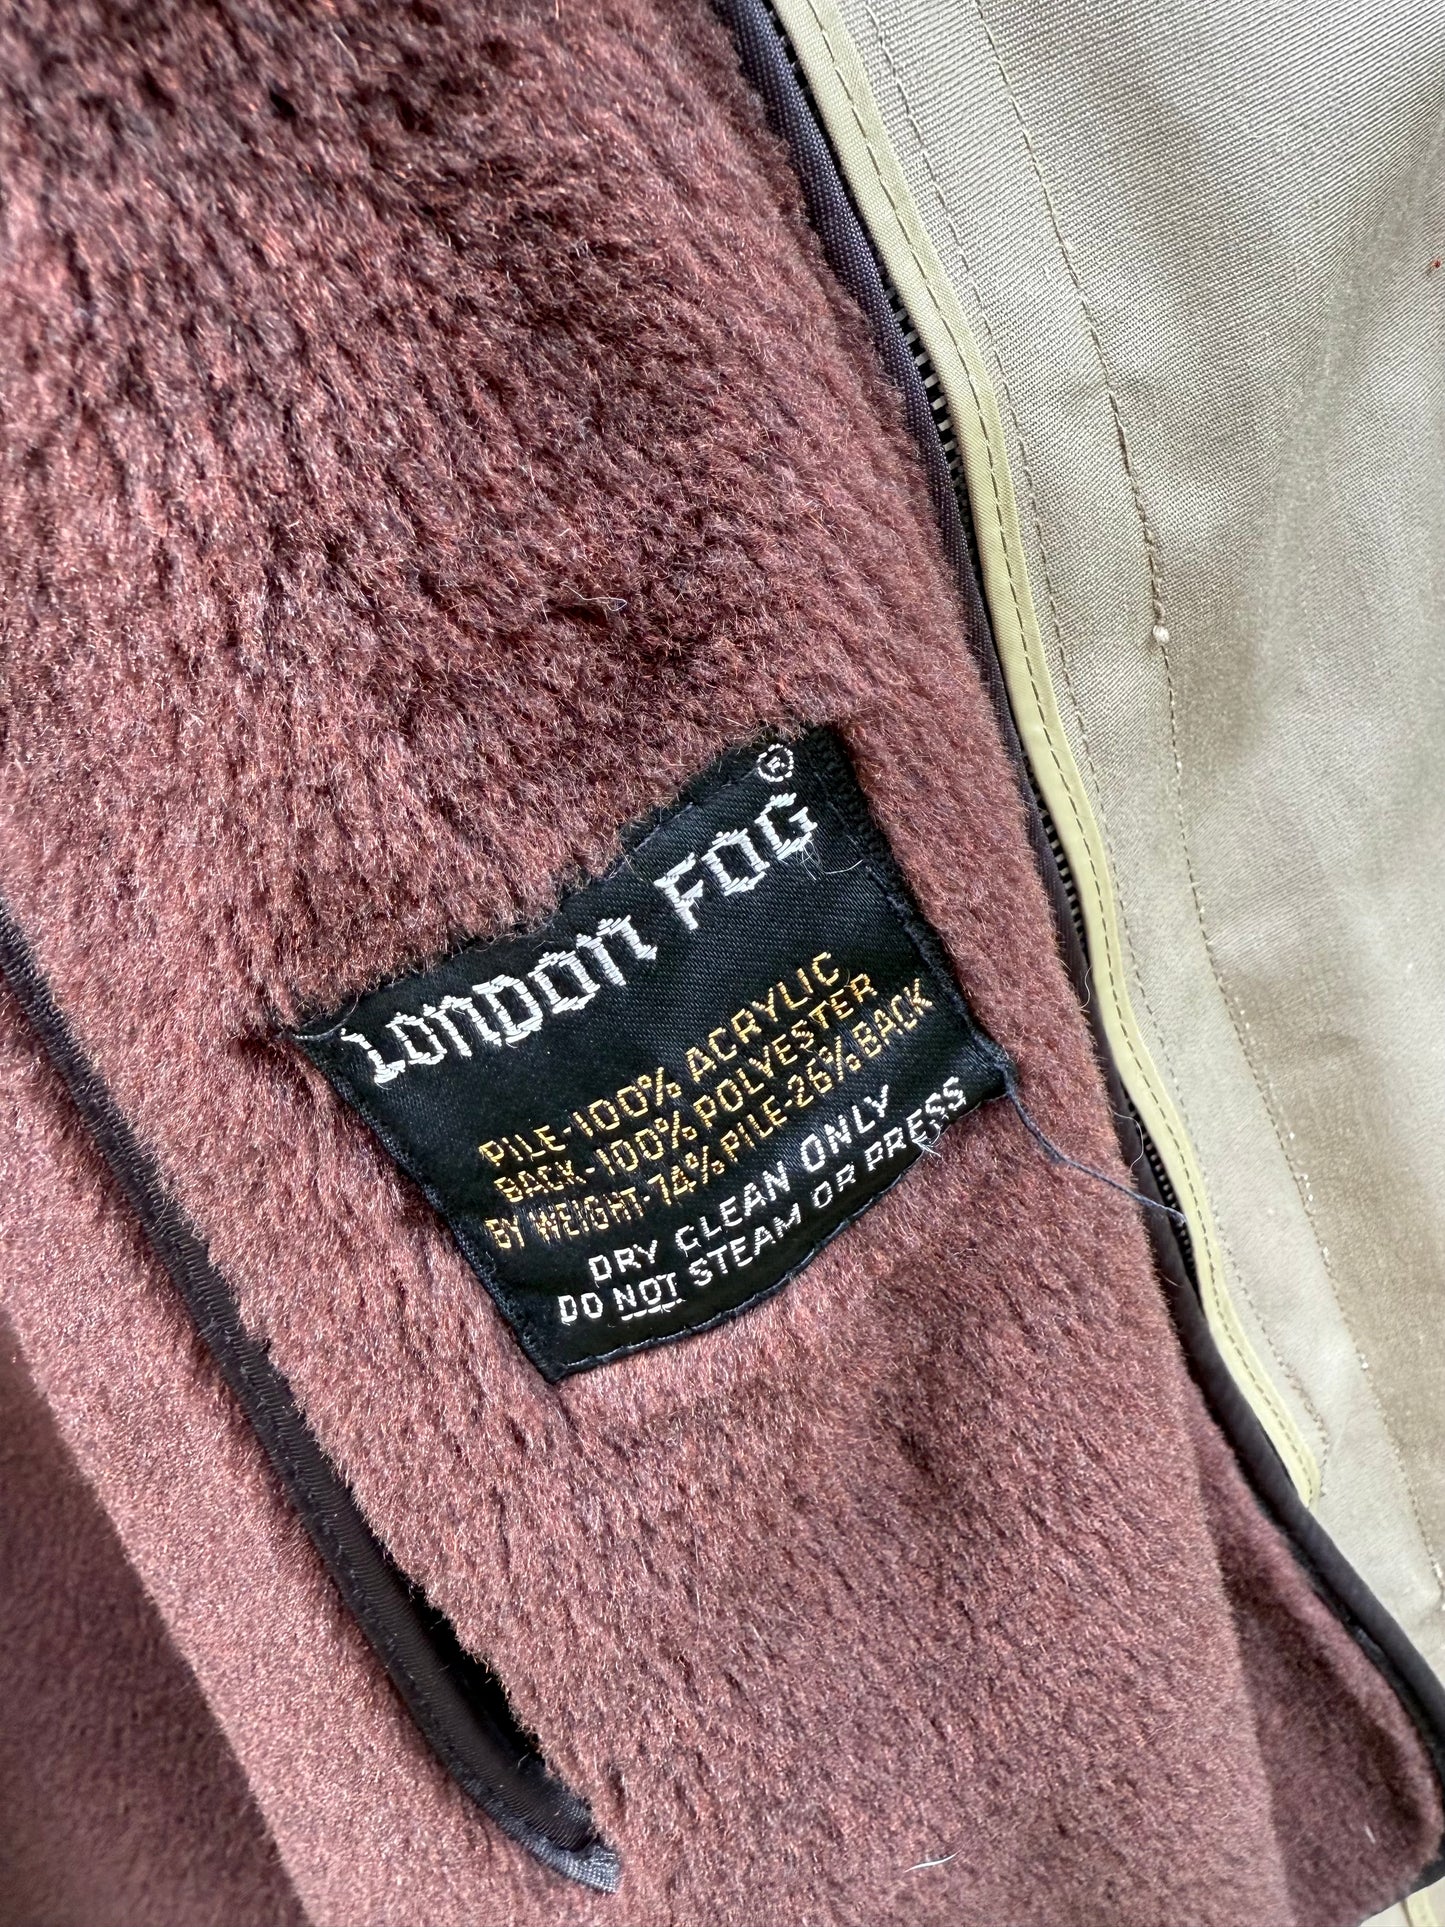 LONDON FOG®
PILE-100% ACRYLIC
BACK-100% POLYESTER
BY WEIGHT-74% PILE-26% BACK
DRY CLEAN ONLY
DO NOT STEAM OR PRESS